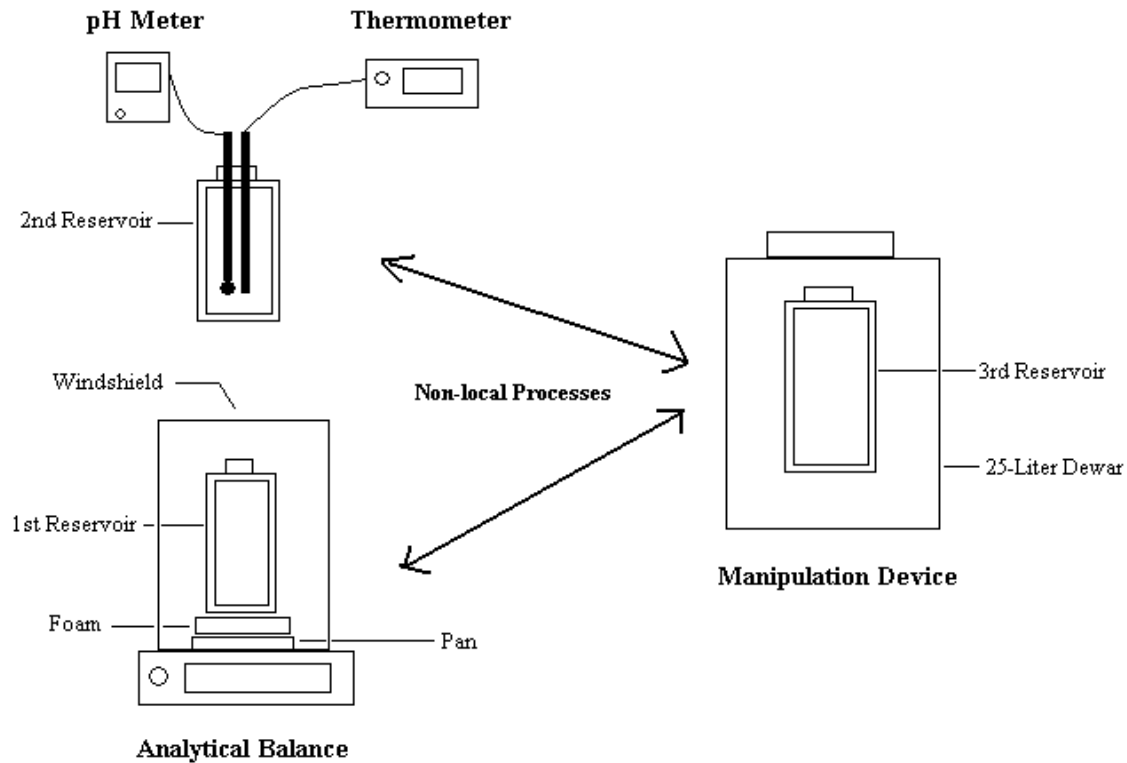 pH Meter
Thermometer
2nd Reservoir
Windshield
Non-local Processes
3rd Reservoir
25-Liter Dewar
1st Reservoir
Manipulation Device
Foam
Pan
Analytical Balance